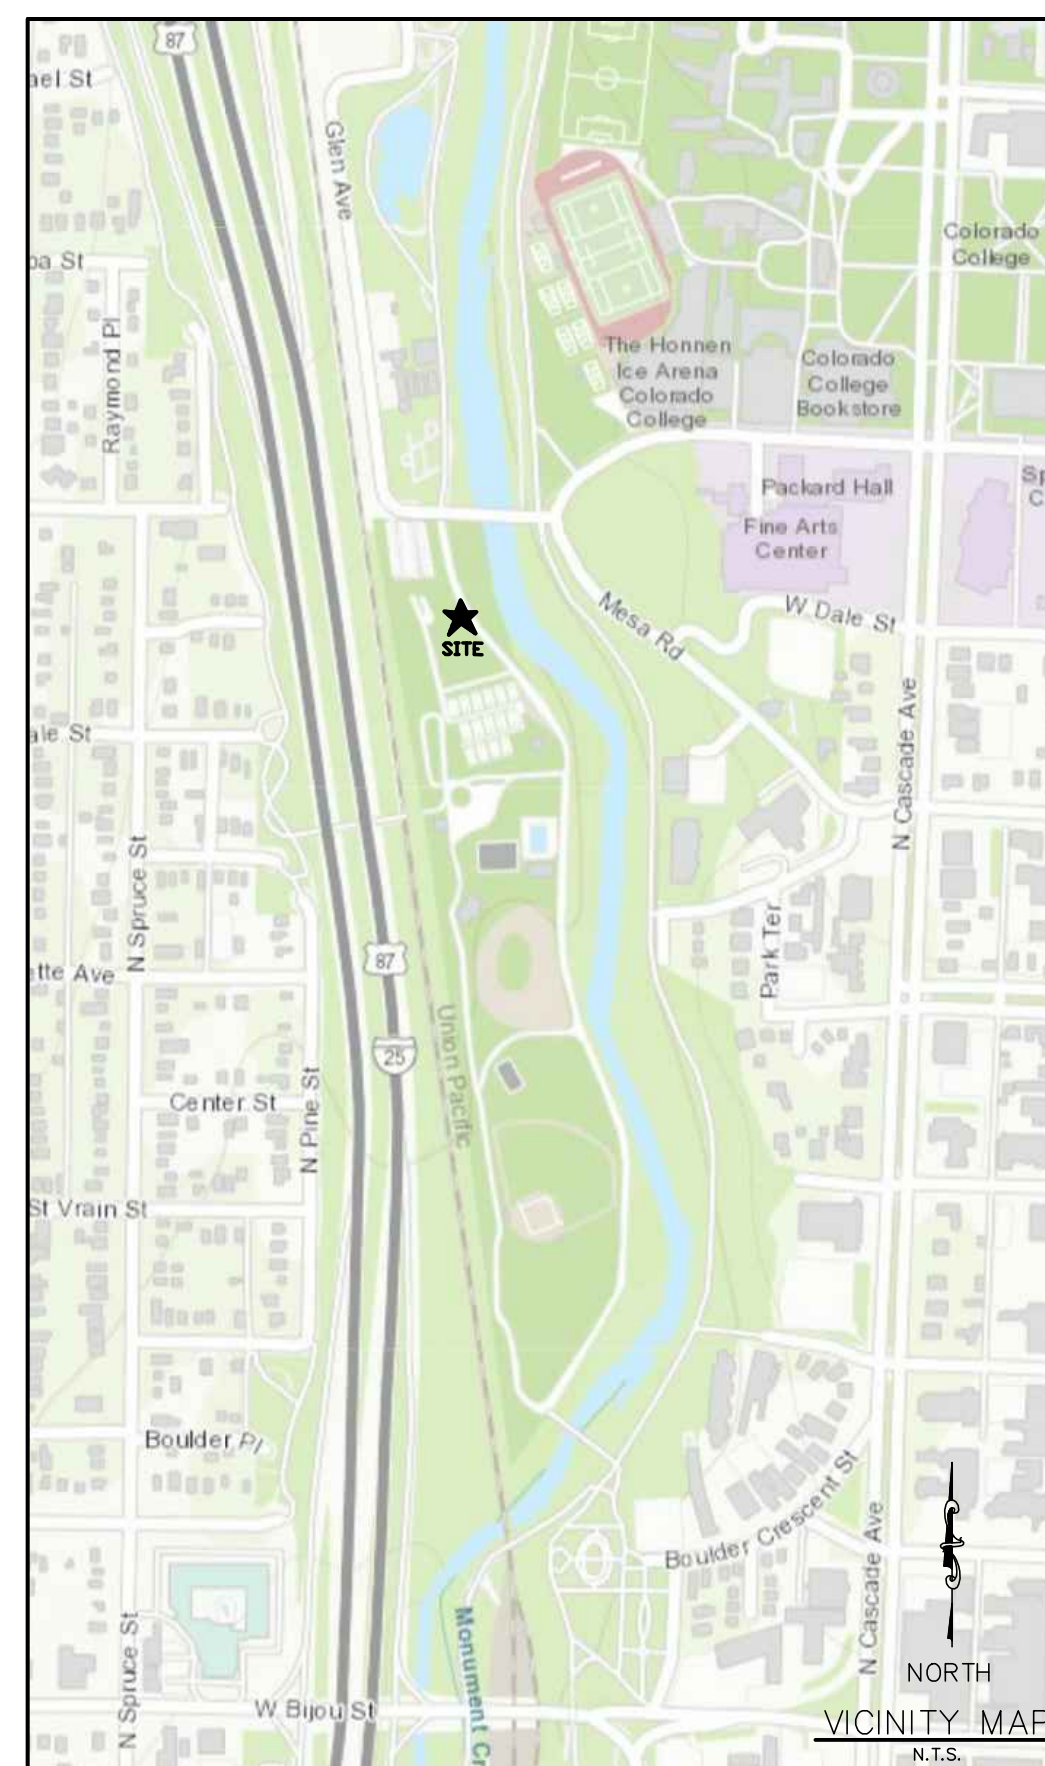 87
ael St
Glen Ave
Colorado
College
pa St
Raymond Pl
The Honnen
Ice Arena
Colorado
College
Colorado
College
Bookstore
Packard Hall
Sp
C
Fine Arts
Center
Mesa Rd
W Dale St
SITE
ale St
N Cascade Ave
N Spruce St
87
Park Ter
ette Ave
Union Pacific
25
Center St
N Pine St
St Vrain St
Boulder Pl
Boulder Crescent St
N Cascade Ave
Monument Cr
N Spruce St
NORTH
W Bijou St
VICINITY MAP
N.T.S.